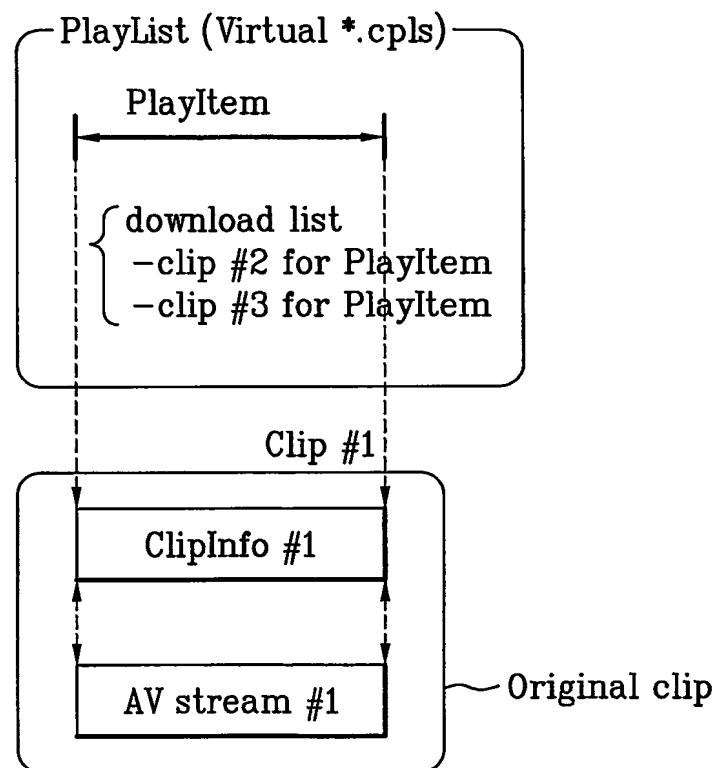 PlayList (Virtual *.cpls)
PlayItem
download list
-clip #2 for PlayItem
-clip #3 for PlayItem
Clip #1
ClipInfo #1
AV stream #1
Original clip